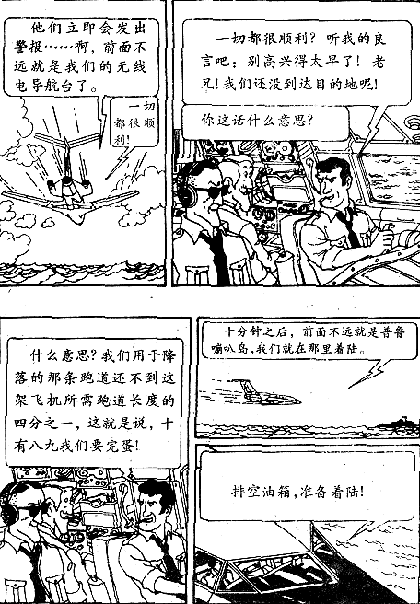 他们立即会发出
警报……啊,前面不
远就是我们的无线
电导航台了。
一切
都很顺
利!
一切都很顺利?听我的良
言吧:别高兴得太早了!老
兄!我们还没到达目的地呢!
你这话什么意思?
什么意思?我们用于降
落的那条跑道还不到这
架飞机所需跑道长度的
四分之一,这就是说,十
有八九我们要完蛋!
十分钟之后,前面不远就是普鲁
嘣叭岛,我们就在那里着陆。
排空油箱,准备着陆!